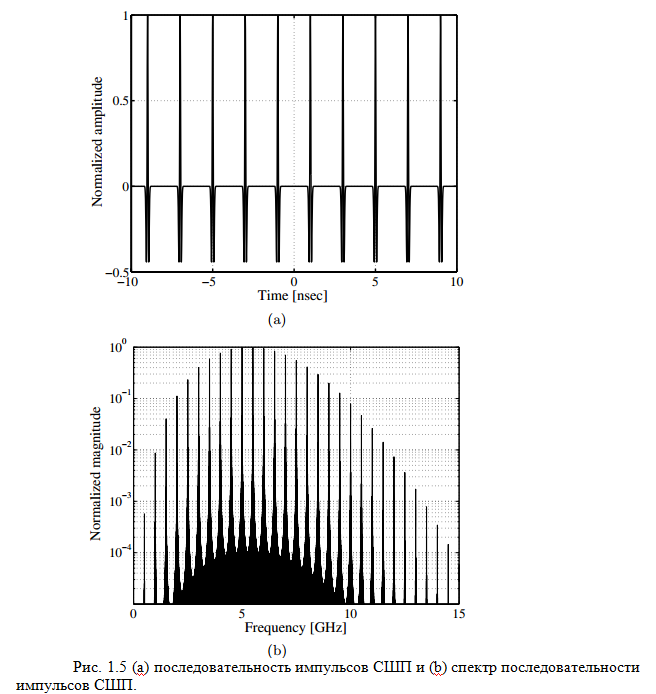 1
0.5
0
−0.5
−10
−5
0
5
10
Normalized amplitude
Time [nsec]
(a)
10^0
10^-1
10^-2
10^-3
10^-4
0
5
10
15
Normalized magnitude
Frequency [GHz]
(b)
Рис. 1.5 (a) последовательность импульсов СШП и (b) спектр последовательности
импульсов СШП.